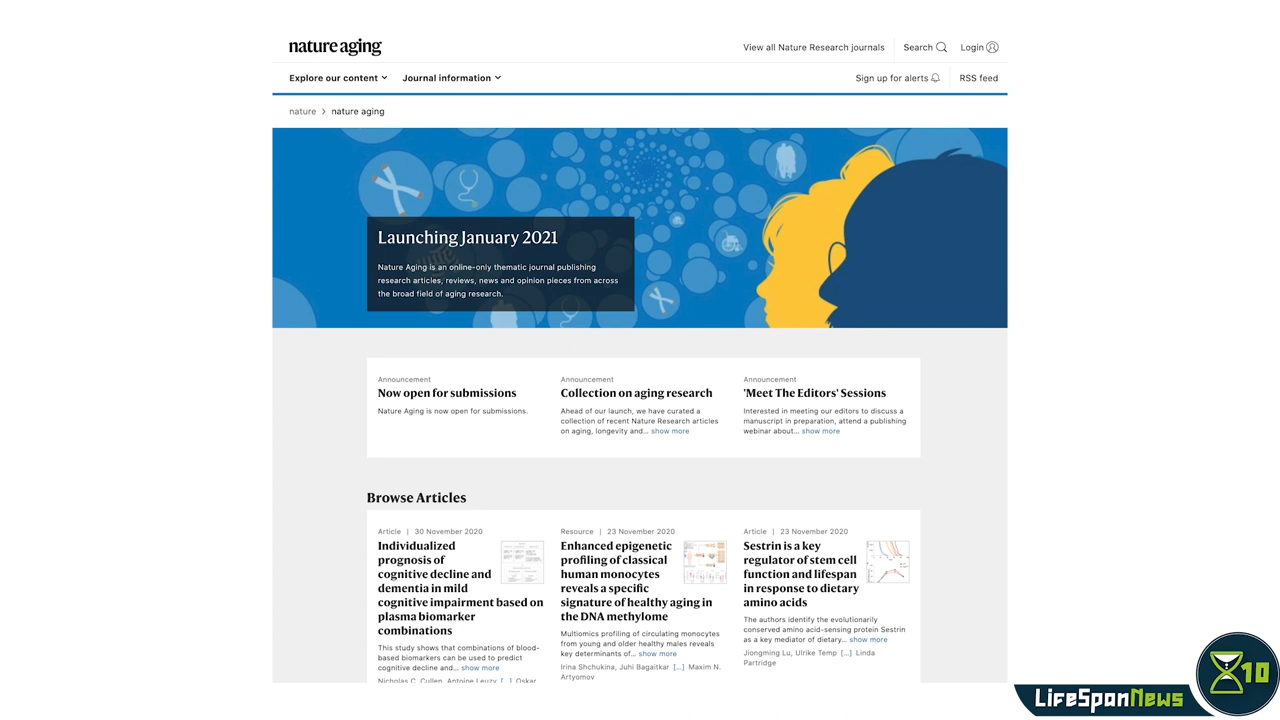 nature aging
View all Nature Research journals
Search
Login
Explore our content
Journal information
Sign up for alerts
RSS feed
nature > nature aging
Launching January 2021
Nature Aging is an online-only thematic journal publishing
research articles, reviews, news and opinion pieces from across
the broad field of aging research.
Announcement
Now open for submissions
Nature Aging is now open for submissions.
Announcement
Collection on aging research
Ahead of our launch, we have curated a
collection of recent Nature Research articles
on aging, longevity and... show more
Announcement
'Meet The Editors' Sessions
Interested in meeting our editors to discuss a
manuscript in preparation, attend a publishing
webinar about... show more
Browse Articles
Article | 30 November 2020
Individualized
prognosis of
cognitive decline and
dementia in mild
cognitive impairment based on
plasma biomarker
combinations
This study shows that combinations of blood-
based biomarkers can be used to predict
cognitive decline and... show more
Nicholas C. Cullen, Antoine Leuzy [...] Oskar
Resource | 23 November 2020
Enhanced epigenetic
profiling of classical
human monocytes
reveals a specific
signature of healthy aging in
the DNA methylome
Multiomics profiling of circulating monocytes
from young and older healthy males reveals
key determinants of... show more
Irina Shchukina, Juhi Bagaitkar [...] Maxim N.
Artyomov
Article | 23 November 2020
Sestrin is a key
regulator of stem cell
function and lifespan
in response to dietary
amino acids
The authors identify the evolutionarily
conserved amino acid-sensing protein Sestrin
as a key mediator of dietary... show more
Jiongming Lu, Ulrike Temp [...] Linda
Partridge
LifeSpanNews
X10